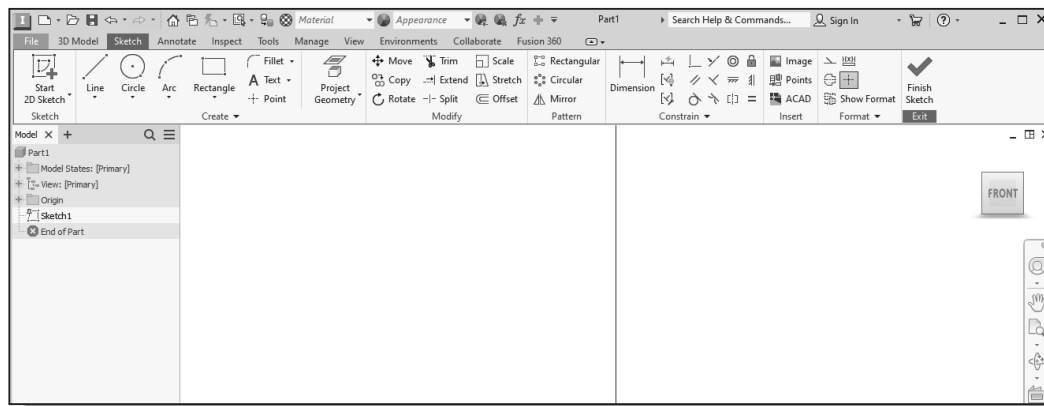 Material Appearance fx Part1 Search Help & Commands... Sign In
File 3D Model Sketch Annotate Inspect Tools Manage View Environments Collaborate Fusion 360
Start 2D Sketch Line Circle Arc Rectangle Fillet Project Geometry Move Trim Scale Rectangular Dimension Image Finish Sketch
A Text Copy Extend Stretch Circular Points
Point Rotate Split Offset Mirror ACAD Show Format
Sketch Create Modify Pattern Constrain Insert Format Exit
Model
Part1
Model States: [Primary]
View: [Primary]
Origin
Sketch1
End of Part
FRONT